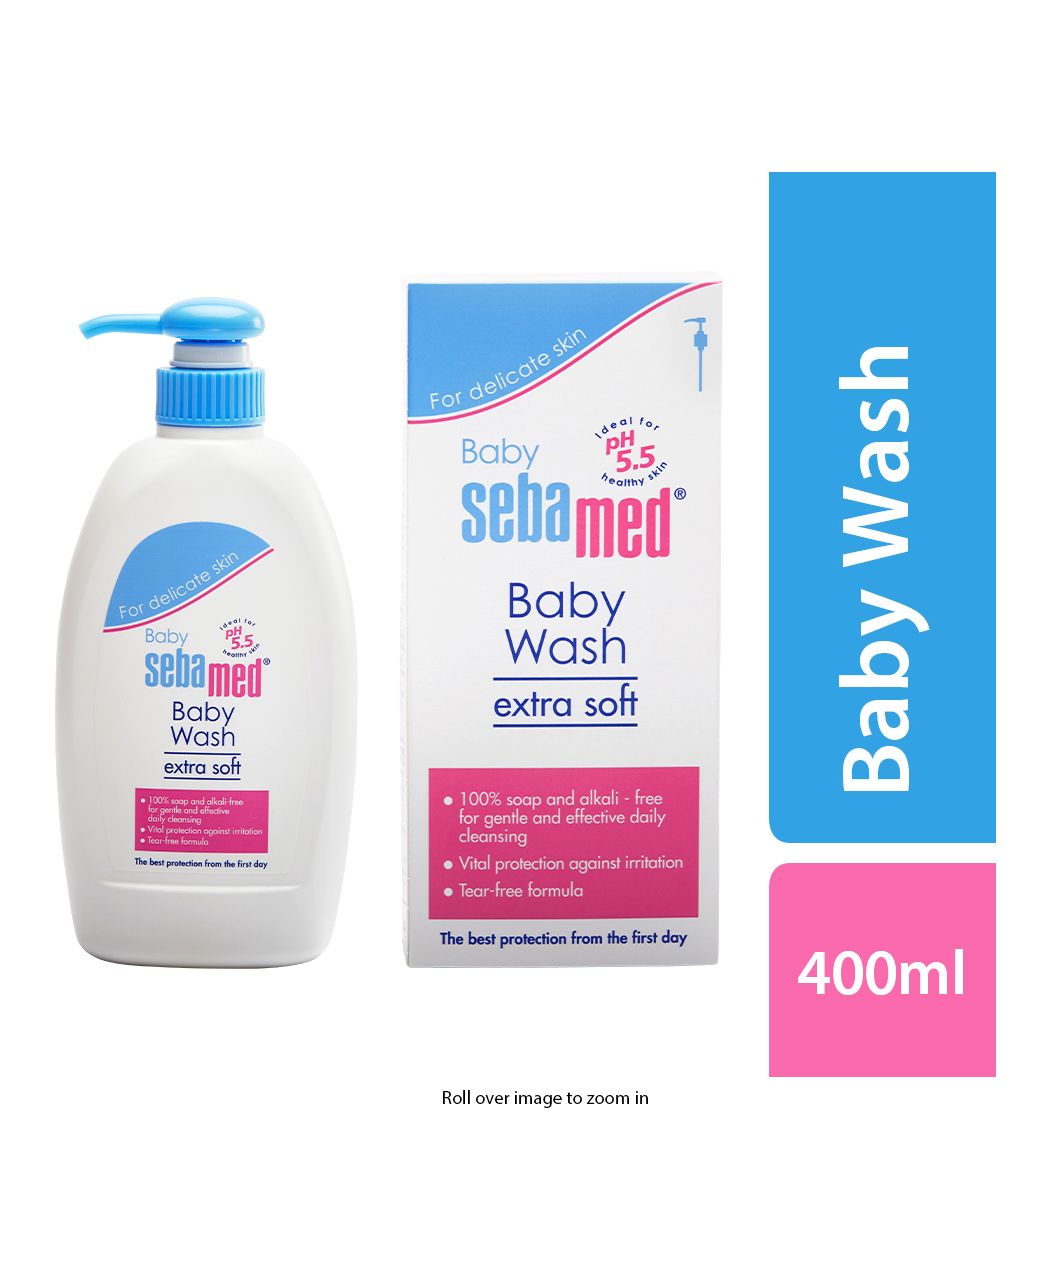 For delicate skin
Baby
Ideal for
pH
5.5
healthy skin
sebamed®
Baby
Wash
extra soft
• 100% soap and alkali-free
for gentle and effective
daily cleansing
• Vital protection against irritation
• Tear-free formula
The best protection from the first day
For delicate skin
Baby
Ideal for
pH
5.5
healthy skin
sebamed®
Baby
Wash
extra soft
• 100% soap and alkali - free
for gentle and effective daily
cleansing
• Vital protection against irritation
• Tear-free formula
The best protection from the first day
Baby Wash
400ml
Roll over image to zoom in